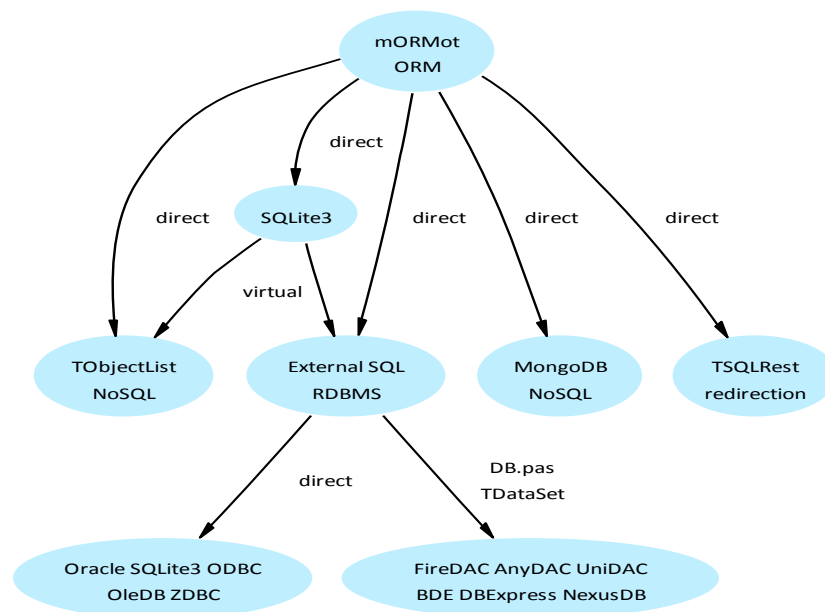 mORMot
ORM
direct
SQLite3
direct
direct
direct
direct
virtual
TObjectList
NoSQL
External SQL
RDBMS
MongoDB
NoSQL
TSQLRest
redirection
direct
DB.pas
TDataSet
Oracle SQLite3 ODBC
OleDB ZDBC
FireDAC AnyDAC UniDAC
BDE DBExpress NexusDB